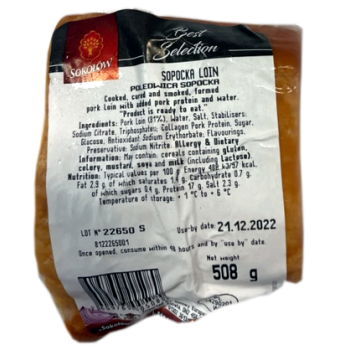 Best
Selection
SOKOŁÓW
SOPOCKA LOIN
POLĘDWICA SOPOCKA
Cooked, cured and smoked, formed
pork loin with added pork protein and water.
"Product is ready to eat."
Ingredients: Pork Loin (81%), Water, Salt, Stabilisers:
Sodium Citrate, Triphosphates; Collagen Pork Protein, Sugar,
Glucose, Antioxidant: Sodium Erythorbate, Flavourings,
Preservative: Sodium Nitrite. Allergy & Dietary
Information: May contain: cereals containing gluten,
celery, mustard, soya and milk (including lactose).
Nutrition: Typical values per 100 g: Energy kcal
Fat 2.9 g of which saturates 1.4 g, Carbohydrate 0.7 g,
of which sugars 0.4 g, Protein 17 g, Salt 2.3 g.
Temperature of storage: + 1 °C to + 6 °C
LOT N° 22650 S
Use-by date: 21.12.2022
8122265001
Once opened, consume within 48 hours and by "use by" date.
Net weight
508 g